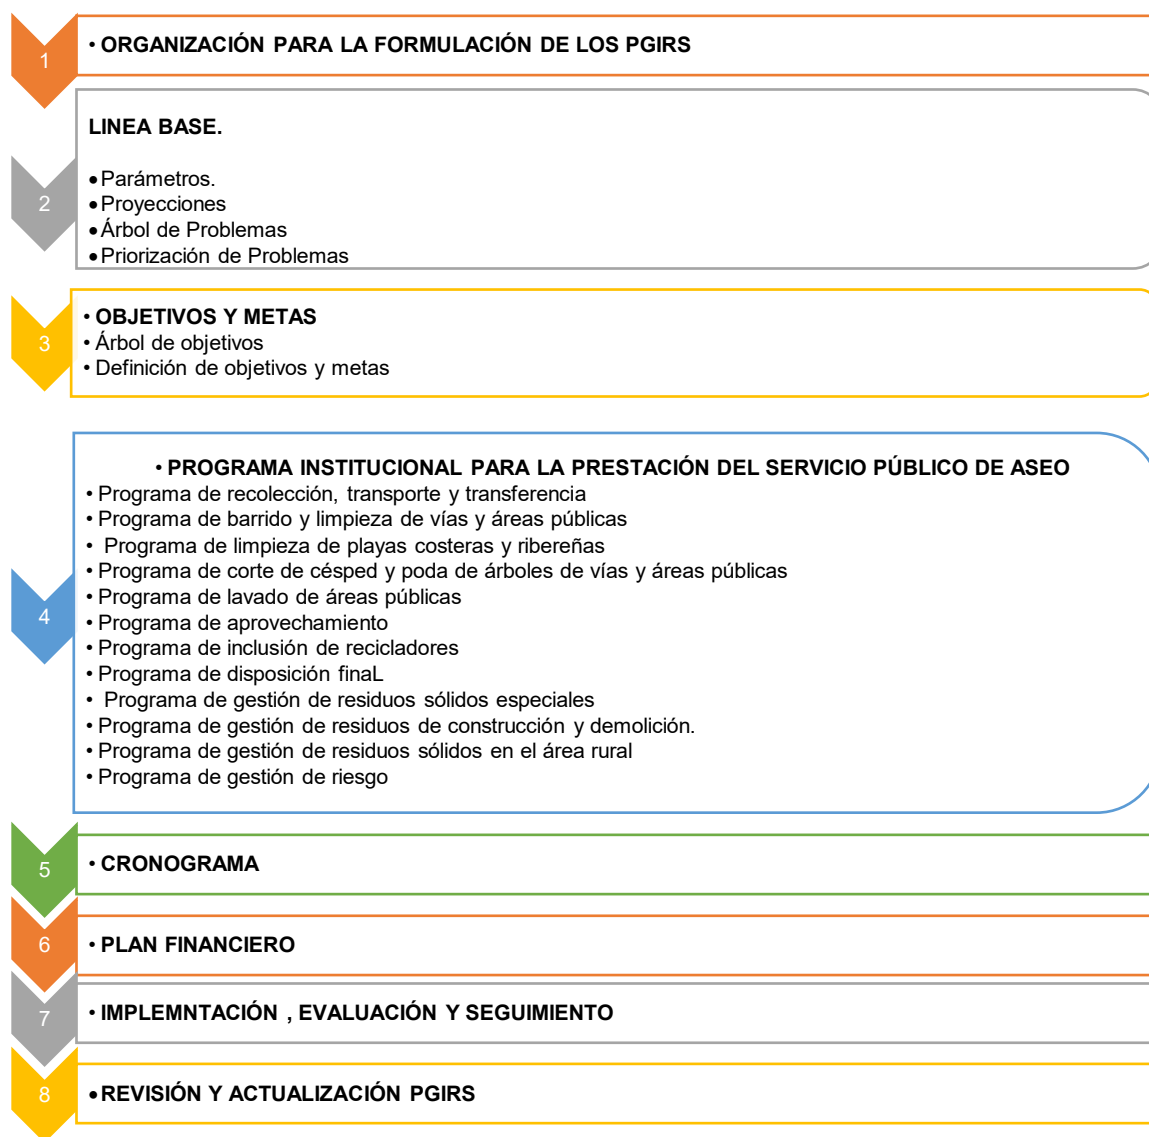 1
• ORGANIZACIÓN PARA LA FORMULACIÓN DE LOS PGIRS
2
LINEA BASE.
• Parámetros.
• Proyecciones
• Árbol de Problemas
• Priorización de Problemas
3
• OBJETIVOS Y METAS
• Árbol de objetivos
• Definición de objetivos y metas
4
• PROGRAMA INSTITUCIONAL PARA LA PRESTACIÓN DEL SERVICIO PÚBLICO DE ASEO
• Programa de recolección, transporte y transferencia
• Programa de barrido y limpieza de vías y áreas públicas
• Programa de limpieza de playas costeras y ribereñas
• Programa de corte de césped y poda de árboles de vías y áreas públicas
• Programa de lavado de áreas públicas
• Programa de aprovechamiento
• Programa de inclusión de recicladores
• Programa de disposición finaL
• Programa de gestión de residuos sólidos especiales
• Programa de gestión de residuos de construcción y demolición.
• Programa de gestión de residuos sólidos en el área rural
• Programa de gestión de riesgo
5
• CRONOGRAMA
6
• PLAN FINANCIERO
7
• IMPLEMNTACIÓN , EVALUACIÓN Y SEGUIMIENTO
8
• REVISIÓN Y ACTUALIZACIÓN PGIRS